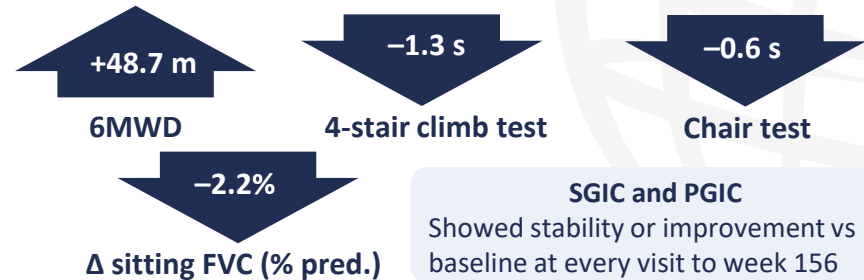 +48.7 m
6MWD
–1.3 s
4-stair climb test
–0.6 s
Chair test
–2.2%
Δ sitting FVC (% pred.)
SGIC and PGIC
Showed stability or improvement vs
baseline at every visit to week 156